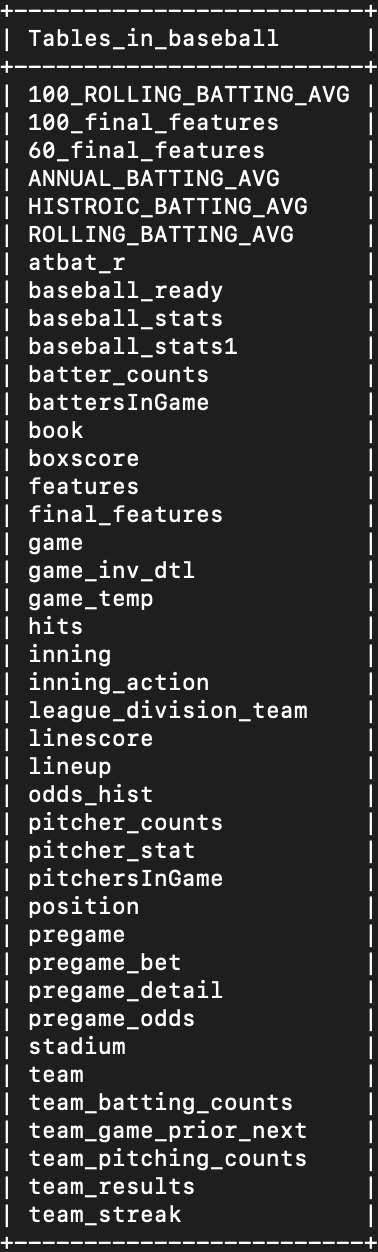 +--------------------------+
| Tables_in_baseball       |
+--------------------------+
| 100_ROLLING_BATTING_AVG |
| 100_final_features       |
| 60_final_features        |
| ANNUAL_BATTING_AVG       |
| HISTROIC_BATTING_AVG     |
| ROLLING_BATTING_AVG      |
| atbat_r                  |
| baseball_ready           |
| baseball_stats           |
| baseball_stats1          |
| batter_counts            |
| battersInGame            |
| book                     |
| boxscore                 |
| features                 |
| final_features           |
| game                     |
| game_inv_dtl             |
| game_temp                |
| hits                     |
| inning                   |
| inning_action            |
| league_division_team     |
| linescore                |
| lineup                   |
| odds_hist                |
| pitcher_counts           |
| pitcher_stat             |
| pitchersInGame           |
| position                 |
| pregame                  |
| pregame_bet              |
| pregame_detail           |
| pregame_odds             |
| stadium                  |
| team                     |
| team_batting_counts      |
| team_game_prior_next     |
| team_pitching_counts     |
| team_results             |
| team_streak              |
+--------------------------+